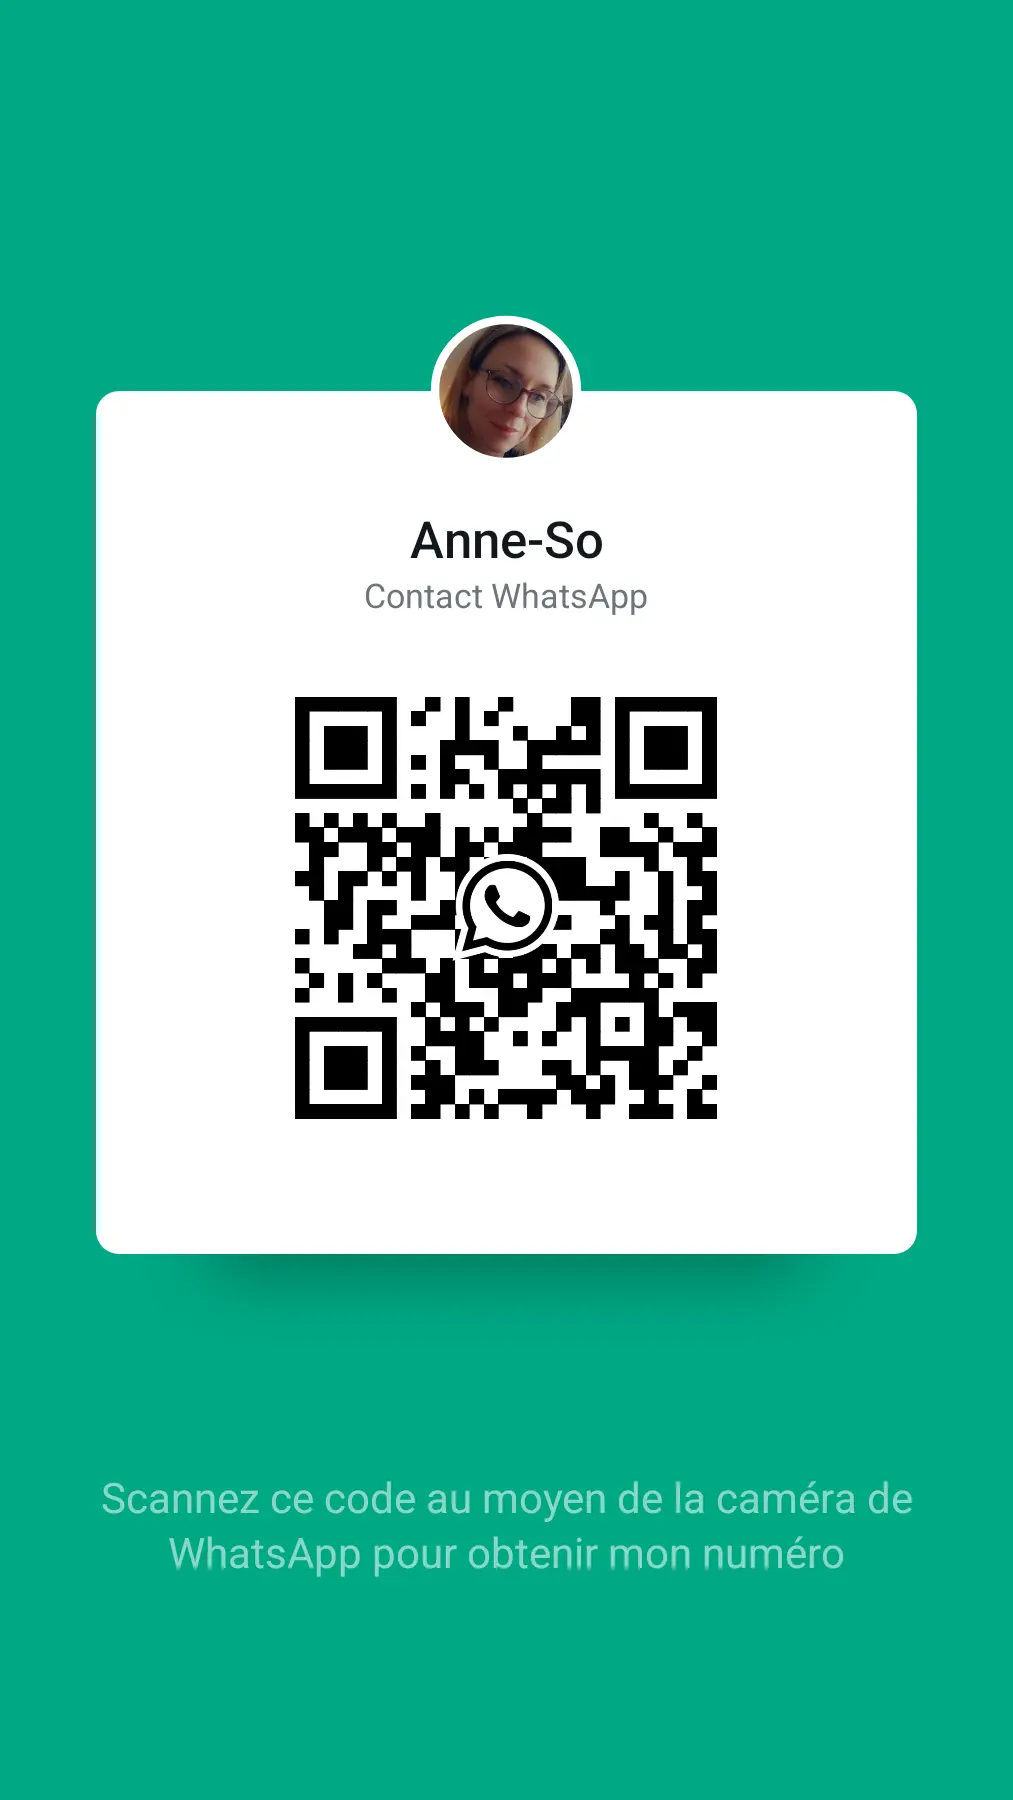 Anne-So
Contact WhatsApp
Scannez ce code au moyen de la caméra de
WhatsApp pour obtenir mon numéro